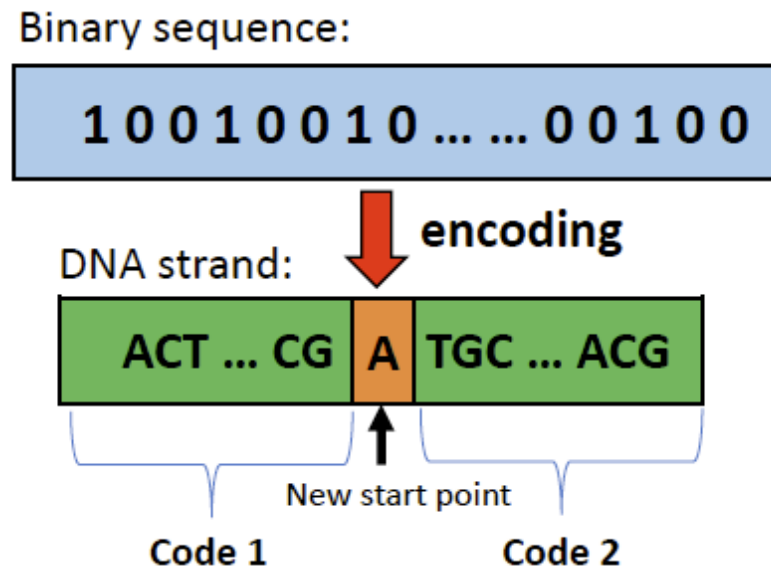 Binary sequence:
1 0 0 1 0 0 1 0 ... ... 0 0 1 0 0
encoding
DNA strand:
ACT ... CG A TGC ... ACG
New start point
Code 1 Code 2